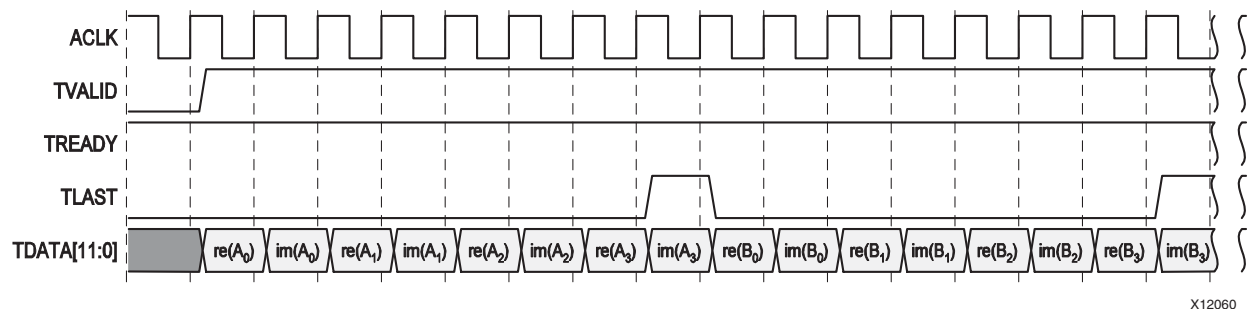 ACLK
TVALID
TREADY
TLAST
TDATA[11:0] re(A₀) im(A₀) re(A₁) im(A₁) re(A₂) im(A₂) re(A₃) im(A₃) re(B₀) im(B₀) re(B₁) im(B₁) re(B₂) im(B₂) re(B₃) im(B₃)
X12060